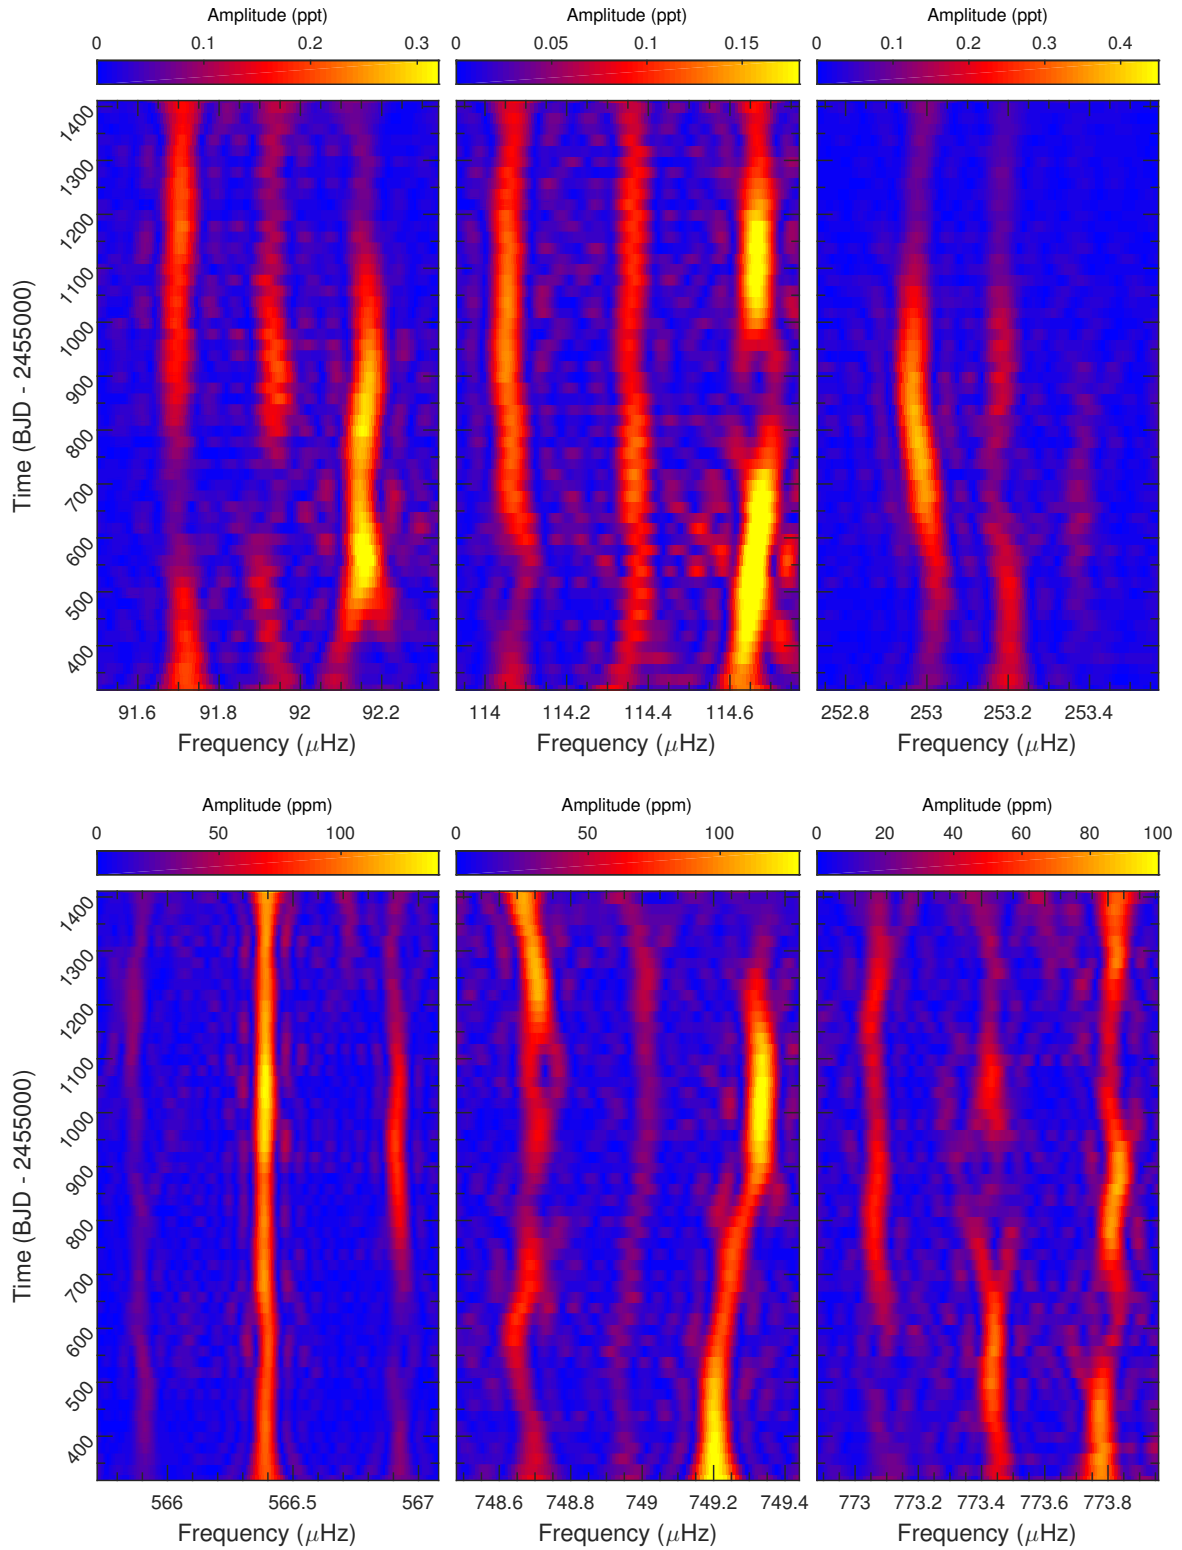 Amplitude (ppt) Amplitude (ppt) Amplitude (ppt)
0 0.1 0.2 0.3 0 0.05 0.1 0.15 0 0.1 0.2 0.3 0.4
Time (BJD - 2455000)
1400
1300
1200
1100
1000
900
800
700
600
500
400
91.6 91.8 92 92.2 114 114.2 114.4 114.6 252.8 253 253.2 253.4
Frequency (μHz) Frequency (μHz) Frequency (μHz)
Amplitude (ppm) Amplitude (ppm) Amplitude (ppm)
0 50 100 0 50 100 0 20 40 60 80 100
Time (BJD - 2455000)
1400
1300
1200
1100
1000
900
800
700
600
500
400
566 566.5 567 748.6 748.8 749 749.2 749.4 773 773.2 773.4 773.6 773.8
Frequency (μHz) Frequency (μHz) Frequency (μHz)